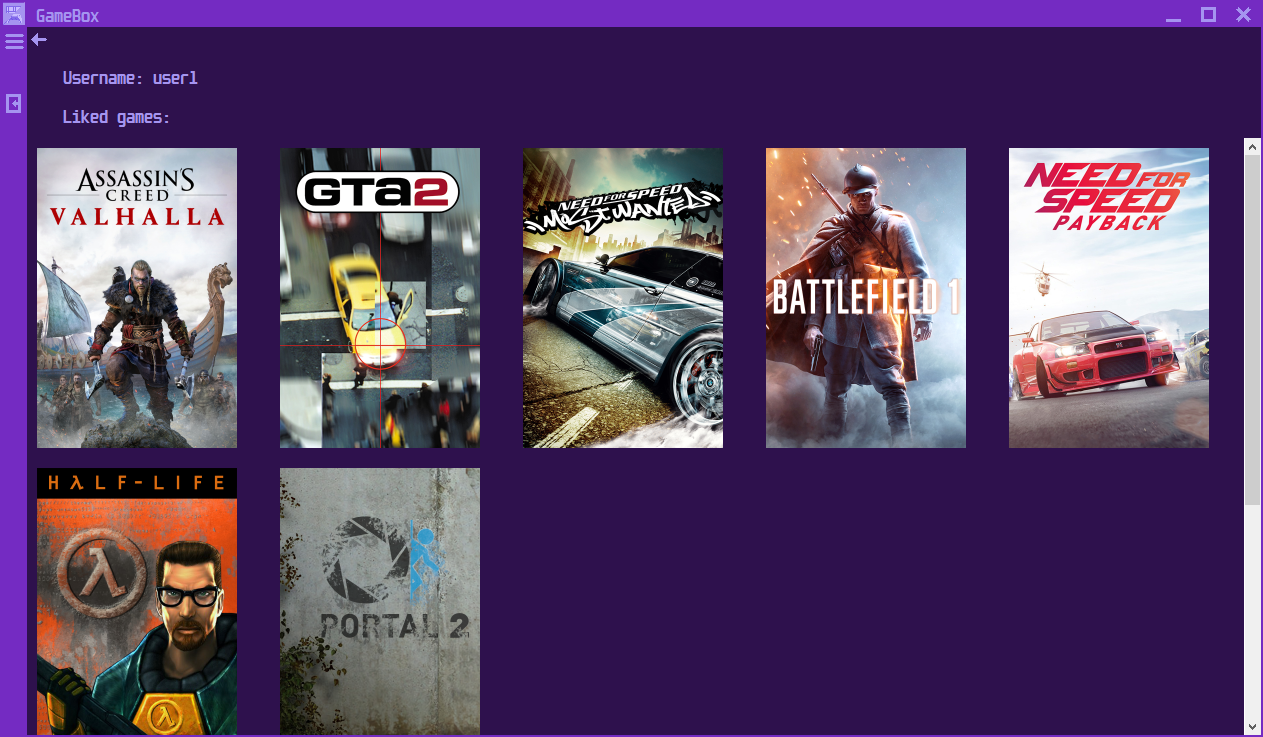 GameBox
Username: user1
Liked games:
ASSASSIN'S
CREED
VALHALLA
GTA2
NEED FOR SPEED
MOST WANTED
BATTLEFIELD 1
NEED FOR
SPEED
PAYBACK
HALF-LIFE
PORTAL 2